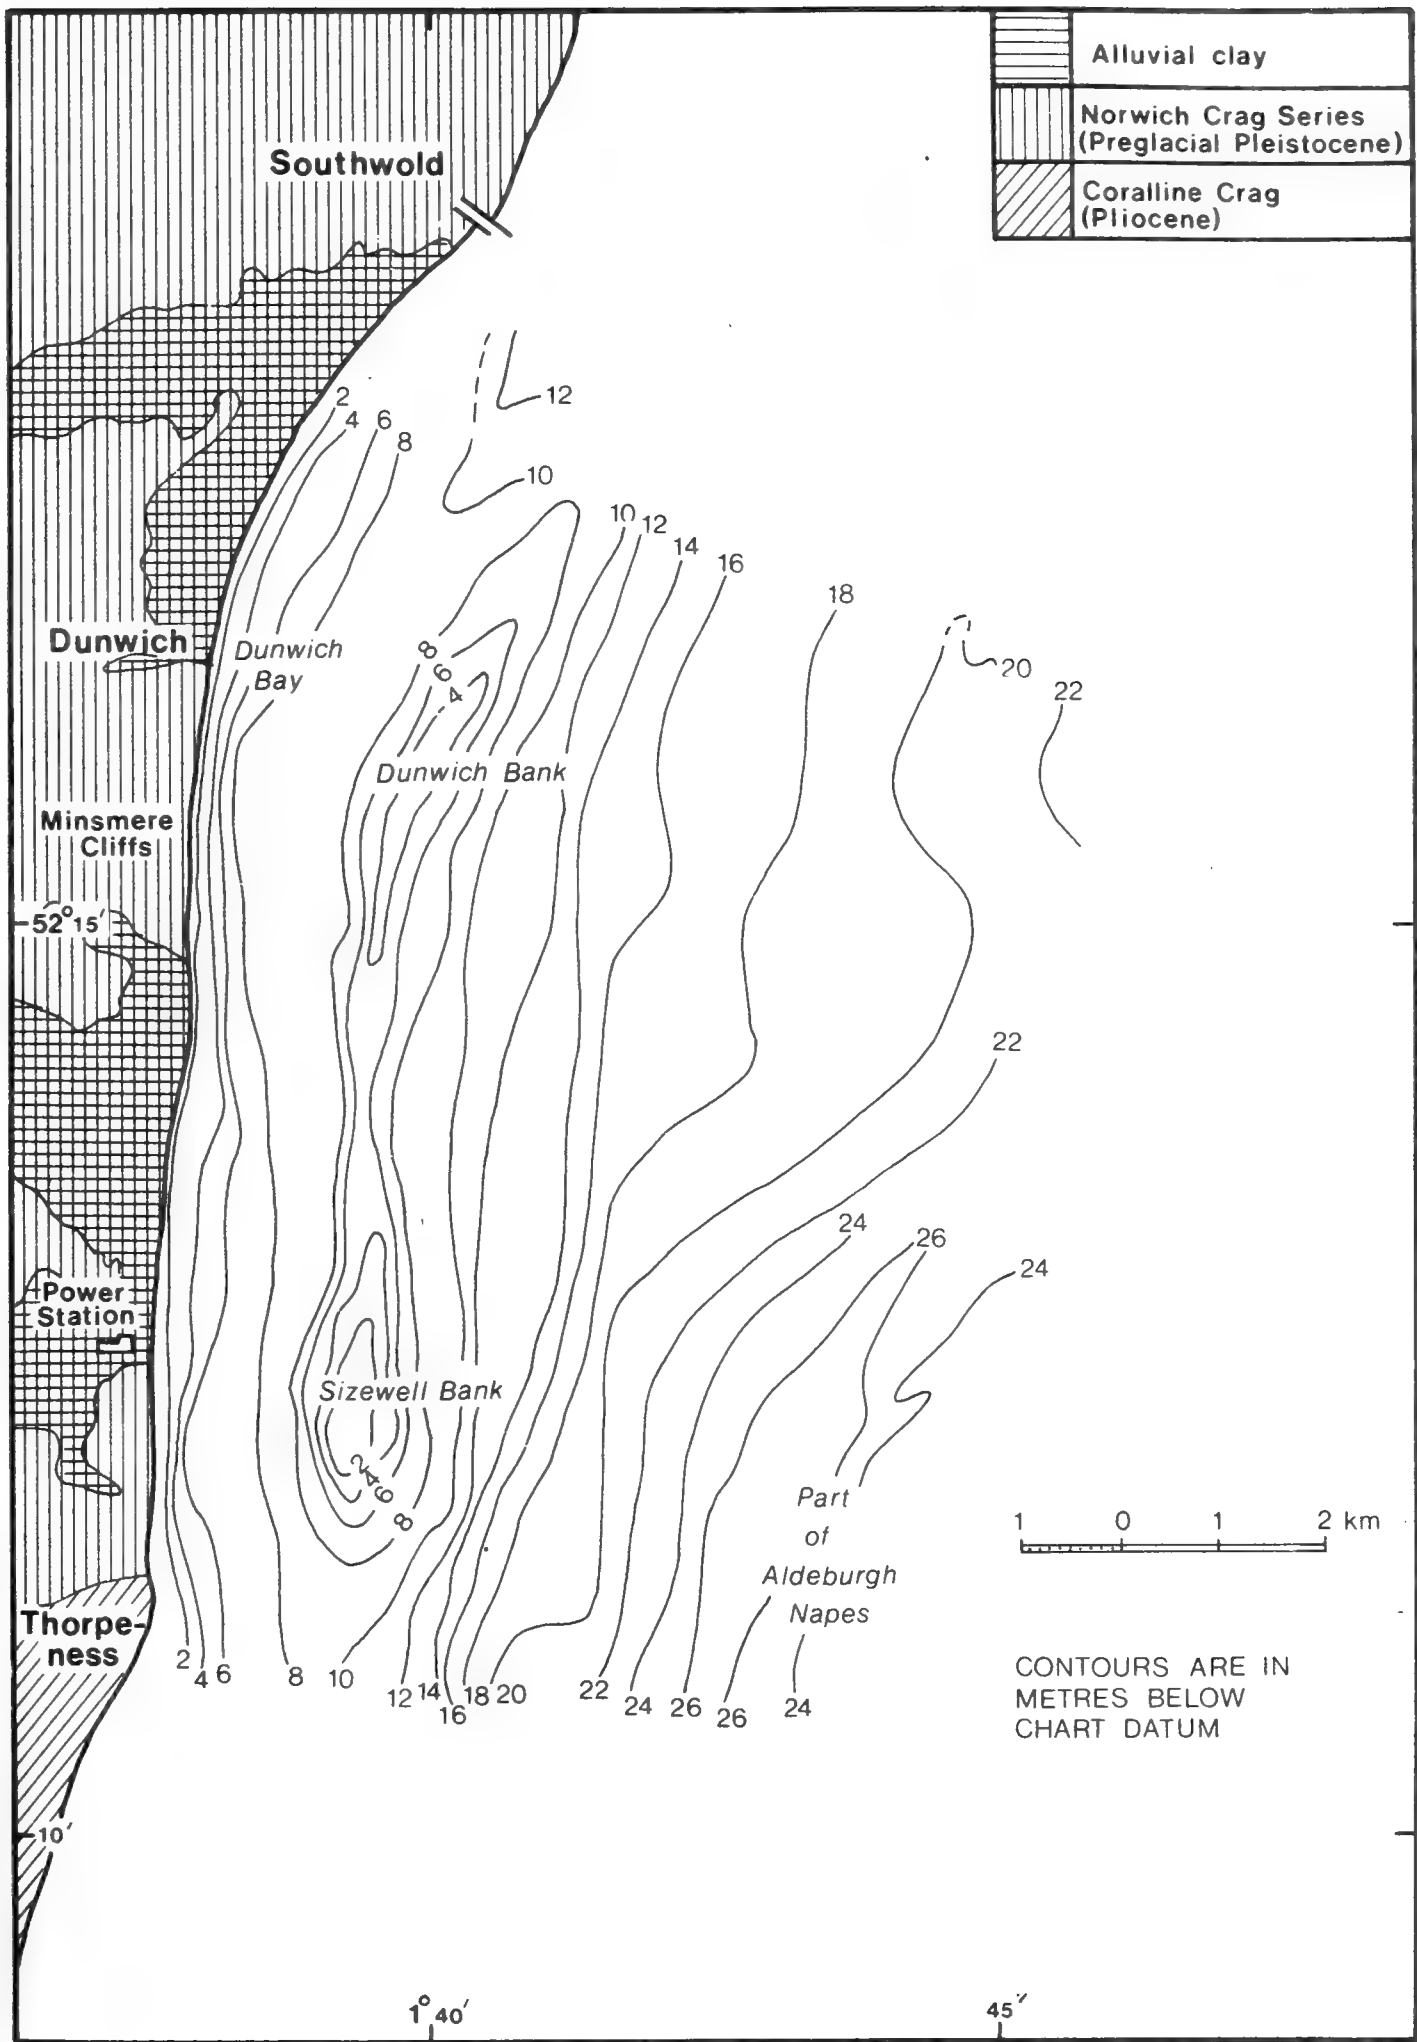 Alluvial clay
Norwich Crag Series
(Preglacial Pleistocene)
Coralline Crag
(Pliocene)
Southwold
2
4
6
8
12
10
10
12
14
16
18
20
22
Dunwich
Dunwich
Bay
8
6
4
Dunwich Bank
Minsmere
Cliffs
52° 15'
22
24
26
24
Power
Station
Sizewell Bank
2
4
6
8
Part
of
Aldeburgh
Napes
1 0 1 2 km
Thorpe-
ness
2
4
6
8
10
12
14
16
18
20
22
24
26
26
24
CONTOURS ARE IN
METRES BELOW
CHART DATUM
10'
1° 40'
45'